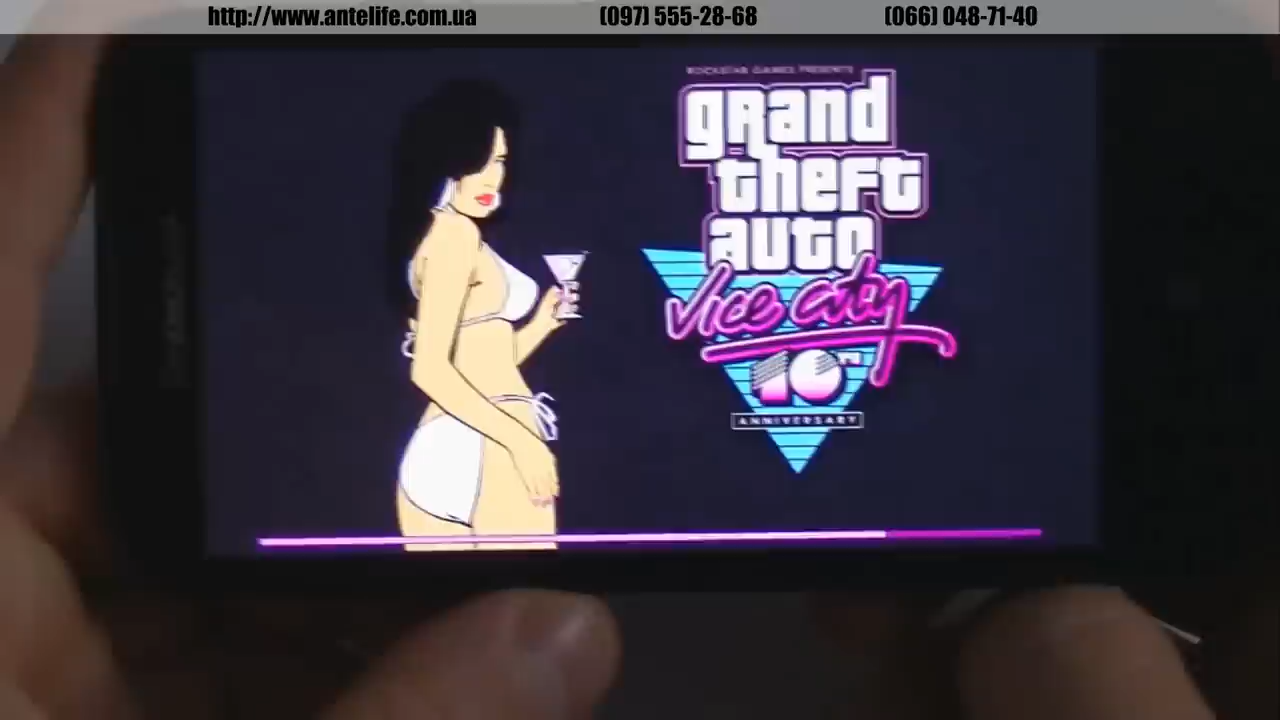 http://www.antelife.com.ua (097) 555-28-68 (066) 048-71-40
ROCKSTAR GAMES PRESENTS
grand
theft
auto
Vice City
10TH
ANNIVERSARY